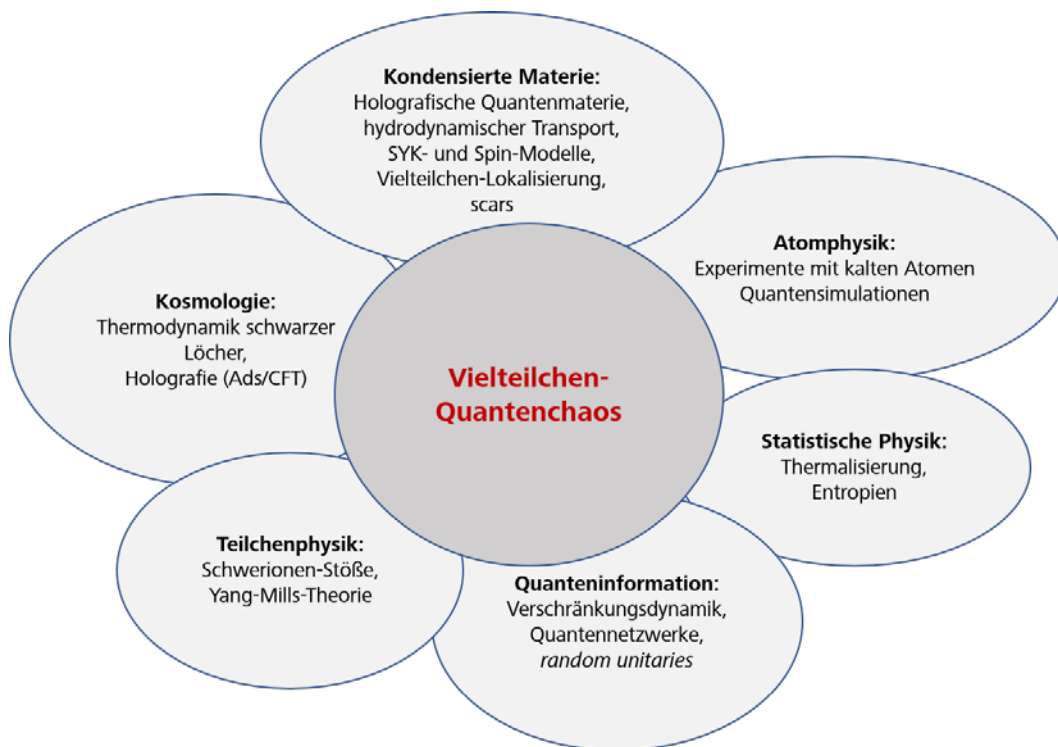 Kondensierte Materie:
Holografische Quantenmaterie,
hydrodynamischer Transport,
SYK- und Spin-Modelle,
Vielteilchen-Lokalisierung,
scars
Atomphysik:
Experimente mit kalten Atomen
Quantensimulationen
Kosmologie:
Thermodynamik schwarzer
Löcher,
Holografie (Ads/CFT)
Vielteilchen-
Quantenchaos
Statistische Physik:
Thermalisierung,
Entropien
Teilchenphysik:
Schwerionen-Stöße,
Yang-Mills-Theorie
Quanteninformation:
Verschränkungsdynamik,
Quantennetzwerke,
random unitaries